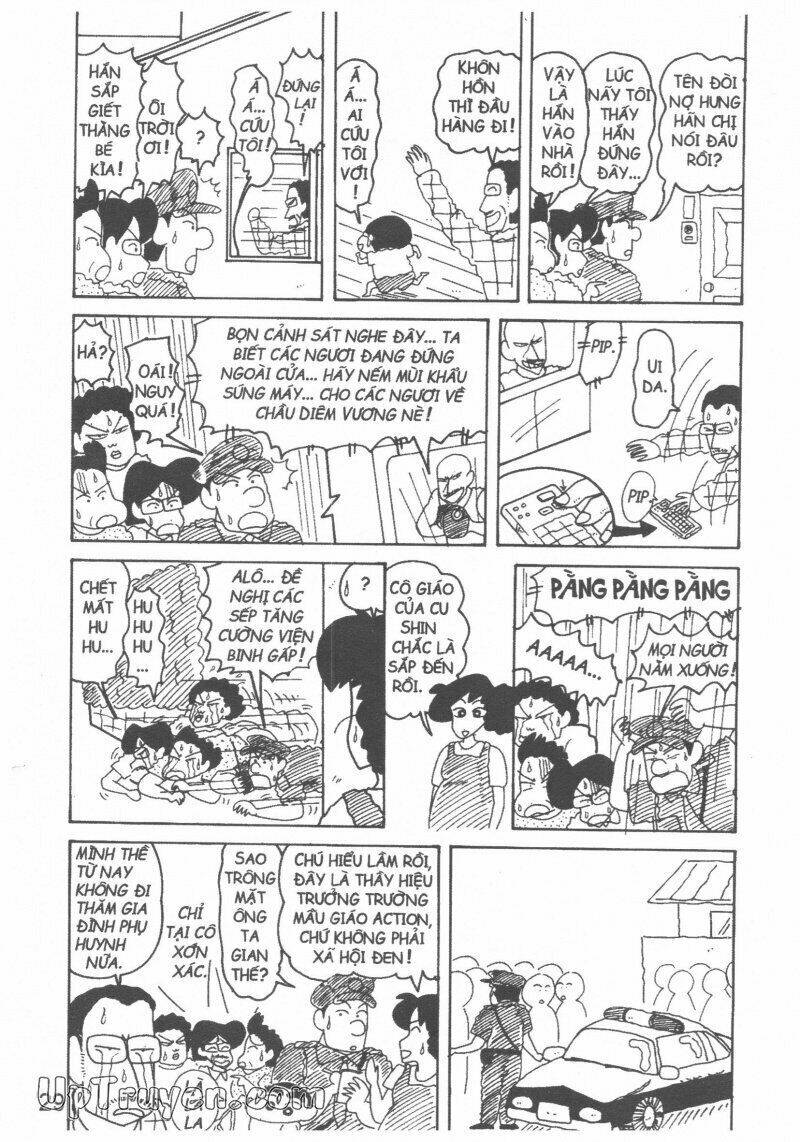 TÊN ĐÒI
NỢ HUNG
HÃN CHỊ
NÓI ĐÂU
RỒI?
LÚC
NÃY TÔI
THẤY
HẮN
ĐỨNG
ĐÂY...
VẬY
LÀ
HẮN
VÀO
NHÀ
RỒI!
KHÔN
HỒN
THÌ ĐẦU
HÀNG ĐI!
Á
Á...
AI
CỨU
TÔI
VỚI!
ĐỨNG
LẠI!
Á
Á...
CỨU
TÔI!
?
ÔI
TRỜI
ƠI!
HẮN
SẮP
GIẾT
THẰNG
BÉ
KÌA!
UI
DA.
PIP.
PIP.
BỌN CẢNH SÁT NGHE ĐÂY... TA
BIẾT CÁC NGƯƠI ĐANG ĐỨNG
NGOÀI CỬA... HÃY NẾM MÙI KHẨU
SÚNG MÁY... CHO CÁC NGƯƠI VỀ
CHẦU DIÊM VƯƠNG NÈ!
OÁI!
NGUY
QUÁ!
HẢ?
PẰNG PẰNG PẰNG
MỌI NGƯỜI
NẰM XUỐNG!
AAAAA...
CÔ GIÁO
CỦA CU
SHIN
CHẮC LÀ
SẮP ĐẾN
RỒI.
?
ALÔ... ĐỀ
NGHỊ CÁC
SẾP TĂNG
CƯỜNG VIỆN
BINH GẤP!
HU
HU
HU
...
CHẾT
MẤT
HU
HU...
CHÚ HIỂU LẦM RỒI,
ĐÂY LÀ THẦY HIỆU
TRƯỞNG TRƯỜNG
MẪU GIÁO ACTION,
CHỨ KHÔNG PHẢI
XÃ HỘI ĐEN!
SAO
TRÔNG
MẶT
ÔNG
TA
GIAN
THẾ?
CHỈ
TẠI CÔ
XỚN
XÁC.
MÌNH THỀ
TỪ NAY
KHÔNG ĐI
THĂM GIA
ĐÌNH PHỤ
HUYNH
NỮA.
UpTruyen.com